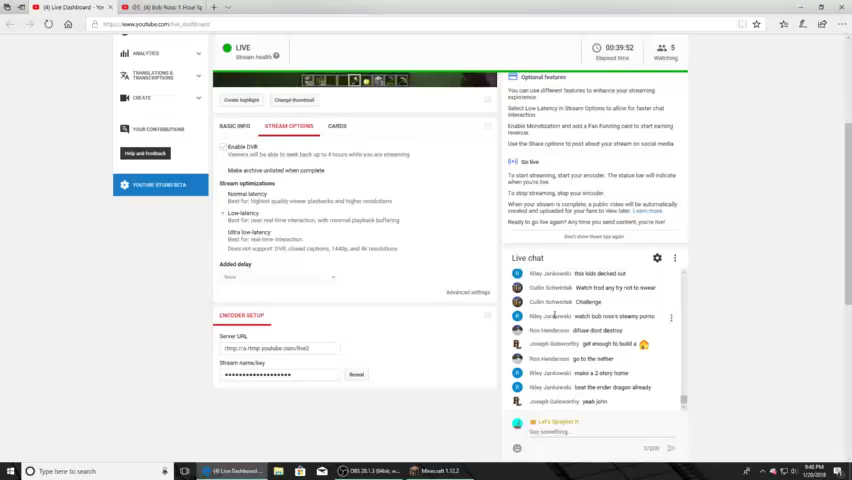 (4) Live Dashboard - You
(4) Bob Ross: 1 Hour Sp
https://www.youtube.com/live_dashboard
ANALYTICS
TRANSLATIONS &
TRANSCRIPTIONS
CREATE
YOUR CONTRIBUTIONS
Help and feedback
YOUTUBE STUDIO BETA
LIVE
Stream health
00:39:52
Elapsed time
5
Watching
Create highlight
Change thumbnail
BASIC INFO
STREAM OPTIONS
CARDS
Enable DVR
Viewers will be able to seek back up to 4 hours while you are streaming
Make archive unlisted when complete
Stream optimizations
Normal latency
Best for: highest quality viewer playbacks and higher resolutions
Low-latency
Best for: near real-time interaction, with minimal playback buffering
Ultra low-latency
Best for: real-time interaction.
Does not support DVR, closed captions, 1440p, and 4k resolutions
Added delay
None
Advanced settings
ENCODER SETUP
Server URL
rtmp://a.rtmp.youtube.com/live2
Stream name/key
Reveal
Optional features
You can use different features to enhance your streaming
experience.
Select Low Latency in Stream Options to allow for faster chat
interaction.
Enable Monetization and add a Fan Funding card to start earning
revenue.
Use the Share options to post about your stream on social media.
Go live
To start streaming, start your encoder. The status bar will indicate
when you're live.
To stop streaming, stop your encoder.
When your stream is complete, a public video will be automatically
created and uploaded for your fans to view later. Learn more.
Ready to go live again? Any time you send content, you're live!
Don't show these tips again
Live chat
Riley Jankowski this kids decked out
Cullin Schwintek Watch trod any try not to swear
Cullin Schwintek Challenge
Riley Jankowski watch bob ross's steamy porno
Ron Henderson difuse dont destroy
Joseph Galsworthy get enough to build a
Ron Henderson go to the nether
Riley Jankowski make a 2-story home
Riley Jankowski beat the ender dragon already
Joseph Galsworthy yeah john
Say something...
0/200
Type here to search
(4) Live Dashboard ...
OBS 20.1.3 (64bit, w...
Minecraft 1.12.2
9:45 PM
1/20/2018